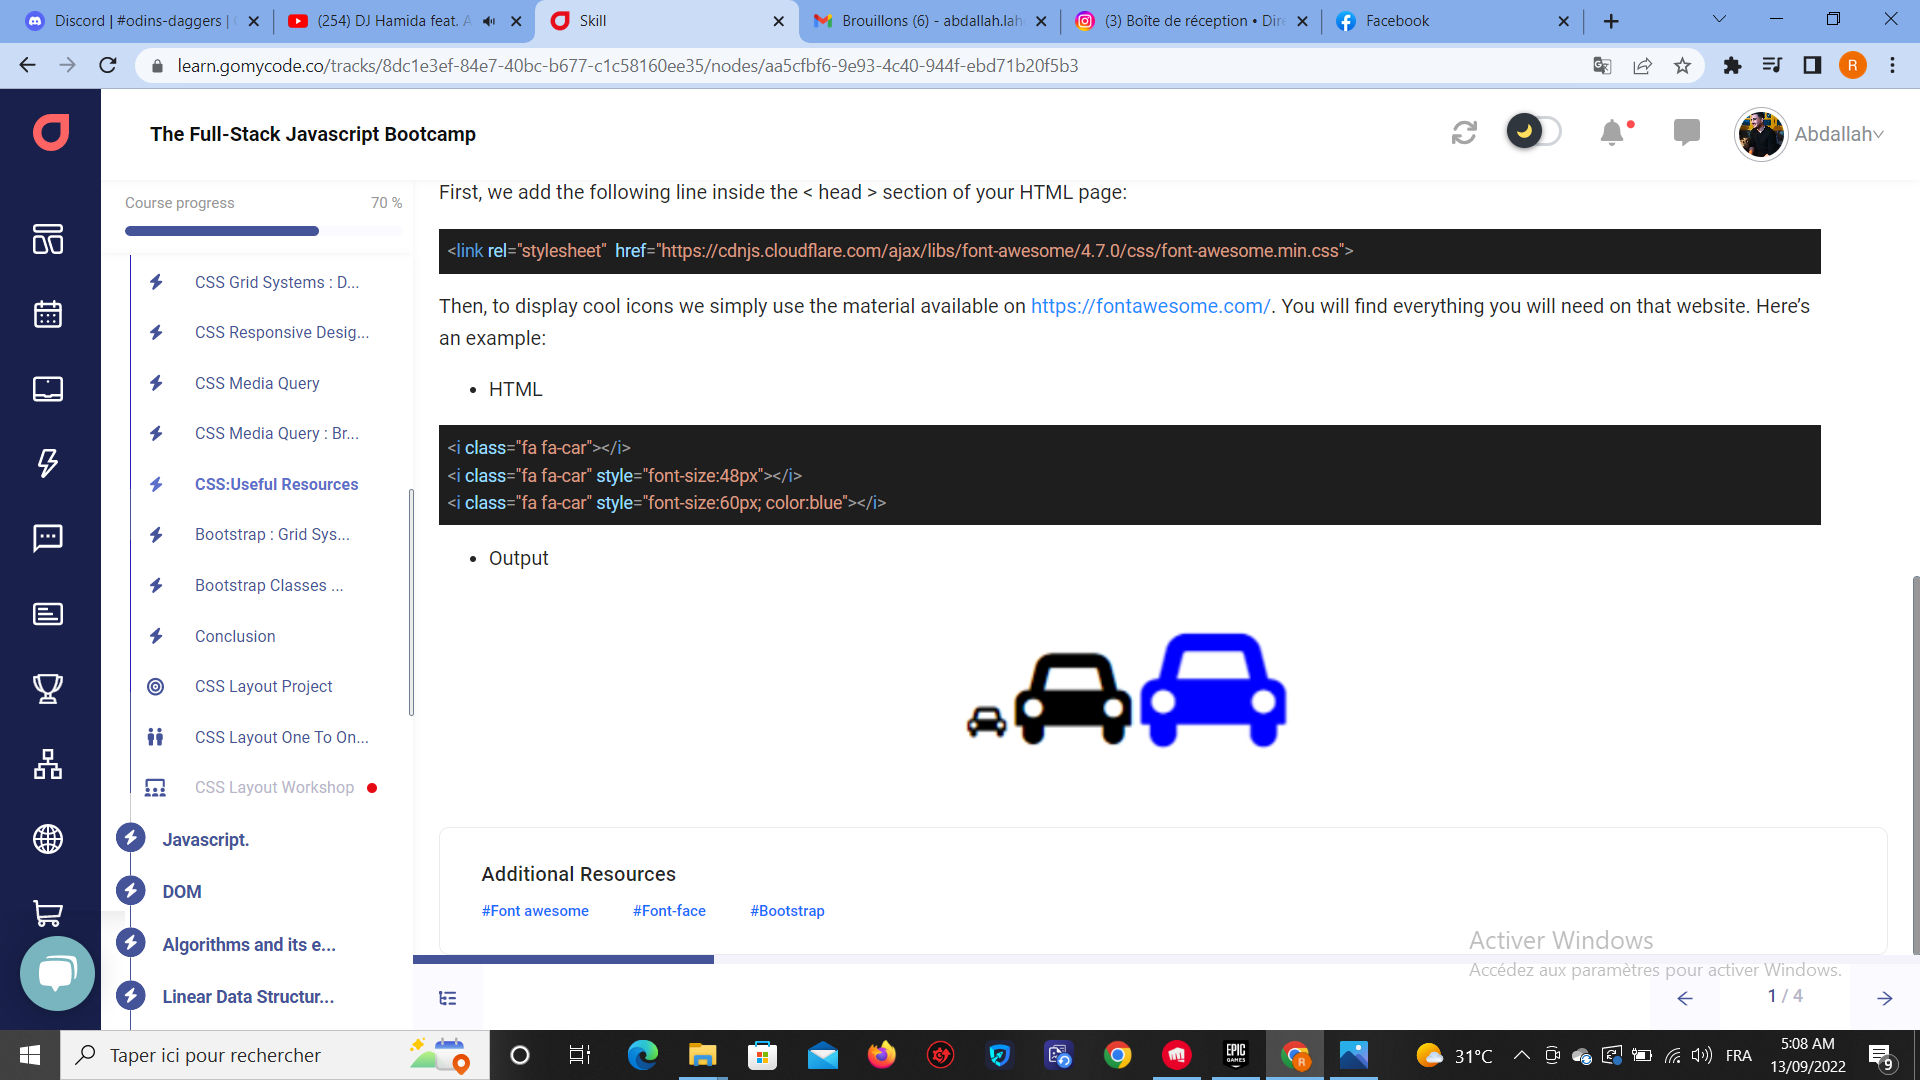 Discord | #odins-daggers |
(254) DJ Hamida feat. A
Skill
Brouillons (6) - abdallah.lah
(3) Boîte de réception • Dire
Facebook
learn.gomycode.co/tracks/8dc1e3ef-84e7-40bc-b677-c1c58160ee35/nodes/aa5cfbf6-9e93-4c40-944f-ebd71b20f5b3
R
The Full-Stack Javascript Bootcamp
Abdallah
Course progress 70 %
CSS Grid Systems : D...
CSS Responsive Desig...
CSS Media Query
CSS Media Query : Br...
CSS:Useful Resources
Bootstrap : Grid Sys...
Bootstrap Classes ...
Conclusion
CSS Layout Project
CSS Layout One To On...
CSS Layout Workshop
Javascript.
DOM
Algorithms and its e...
Linear Data Structur...
First, we add the following line inside the < head > section of your HTML page:
<link rel="stylesheet" href="https://cdnjs.cloudflare.com/ajax/libs/font-awesome/4.7.0/css/font-awesome.min.css">
Then, to display cool icons we simply use the material available on https://fontawesome.com/. You will find everything you will need on that website. Here’s
an example:
• HTML
<i class="fa fa-car"></i>
<i class="fa fa-car" style="font-size:48px"></i>
<i class="fa fa-car" style="font-size:60px; color:blue"></i>
• Output
Additional Resources
#Font awesome #Font-face #Bootstrap
Activer Windows
Accédez aux paramètres pour activer Windows.
1 / 4
Taper ici pour rechercher
EPIC
GAMES
R
31°C
FRA
5:08 AM
13/09/2022
9